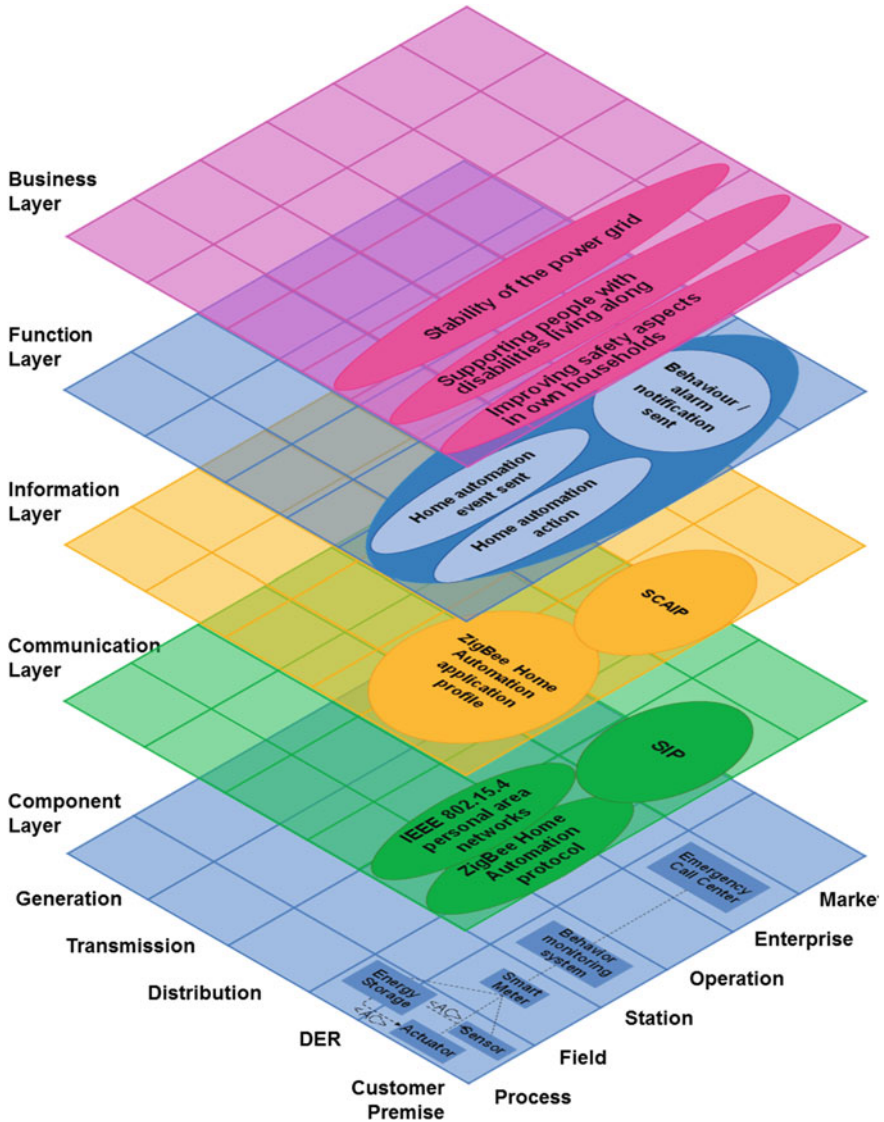 Business
Layer
Stability of the power grid
Supporting people with
disabilities living along
Improving safety aspects
in own households
Function
Layer
Behaviour /
alarm
notification
sent
Home automation
event sent
Home automation
action
Information
Layer
SCAIP
ZigBee Home
Automation
application
profile
Communication
Layer
SIP
IEEE 802.15.4
personal area
networks
ZigBee Home
Automation
protocol
Component
Layer
Emergency
Call Center
Behavior
monitoring
system
Smart
Meter
Energy
Storage
<AC>
<AC>
Actuator
Sensor
Generation
Transmission
Distribution
DER
Customer
Premise
Market
Enterprise
Operation
Station
Field
Process